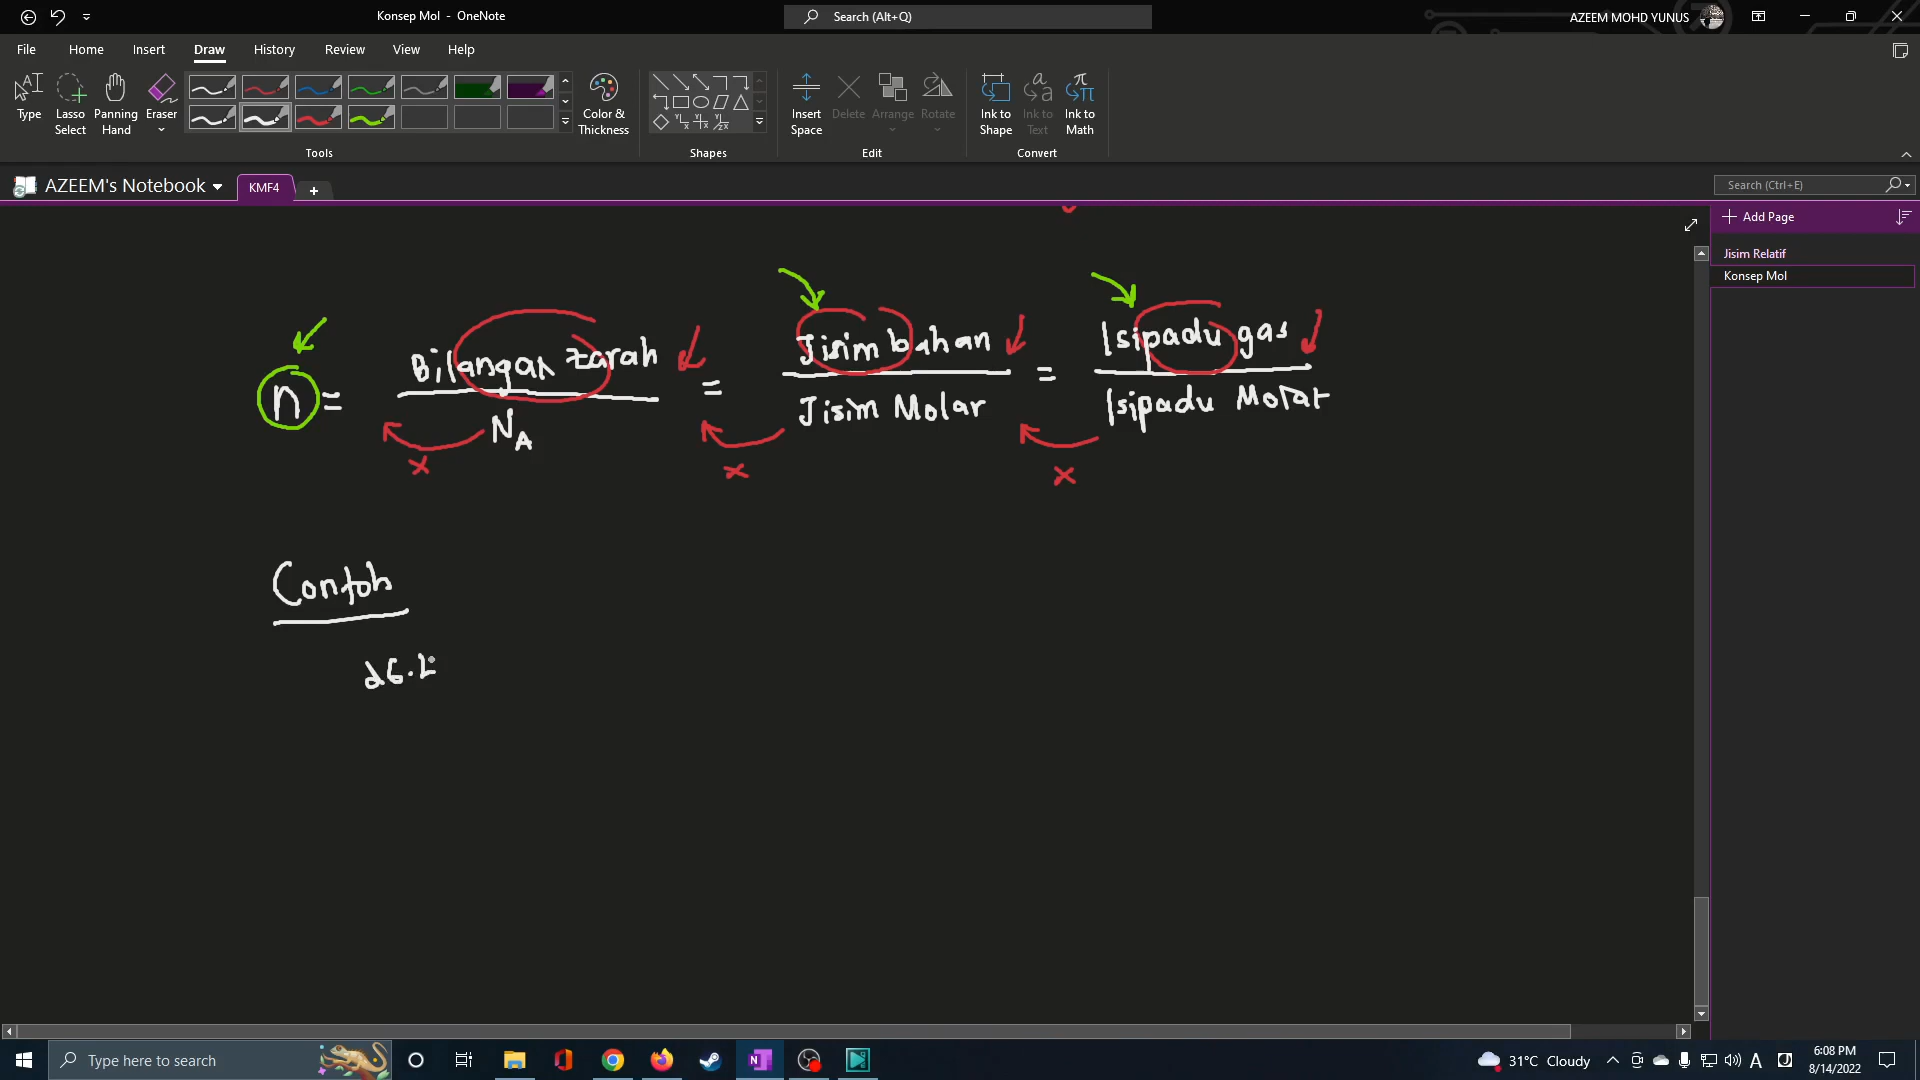 Konsep Mol - OneNote
Search (Alt+Q)
AZEEM MOHD YUNUS
File Home Insert Draw History Review View Help
Type
Lasso Select
Panning Hand
Eraser
Color & Thickness
Insert Space
Delete
Arrange
Rotate
Ink to Shape
Ink to Text
Ink to Math
Tools Shapes Edit Convert
AZEEM's Notebook
KMF4
Search (Ctrl+E)
Add Page
Jisim Relatif
Konsep Mol
n = Bilangan zarah / NA = Jisim bahan / Jisim Molar = Isipadu gas / Isipadu Molar
x x x
Contoh
Type here to search
31°C Cloudy
6:08 PM
8/14/2022